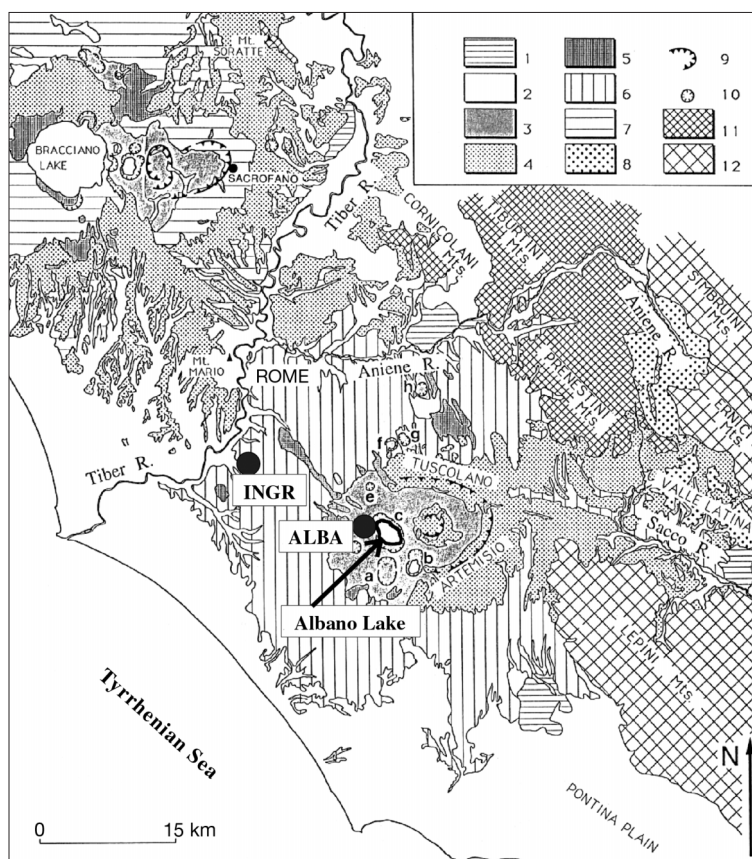 Mt.
SORATTE
BRACCIANO
LAKE
SACROFANO
Tiber R.
CORNICOLANI
Mts.
TIBURTINI
Mts.
SIMBRUINI
Mts.
Aniene R.
PRENESTINI
Mts.
ERNICI
1
2
3
4
5
6
7
8
9
10
11
12
Mt.
MARIO
ROME
Aniene R.
h
f
g
TUSCOLANO
VALLE LATINA
Sacco R.
Tiber R.
INGR
e
ALBA
c
b
a
ARTEMISIO
Albano Lake
LEPINI Mts.
Tyrrhenian Sea
PONTINA PLAIN
N
0 15 km